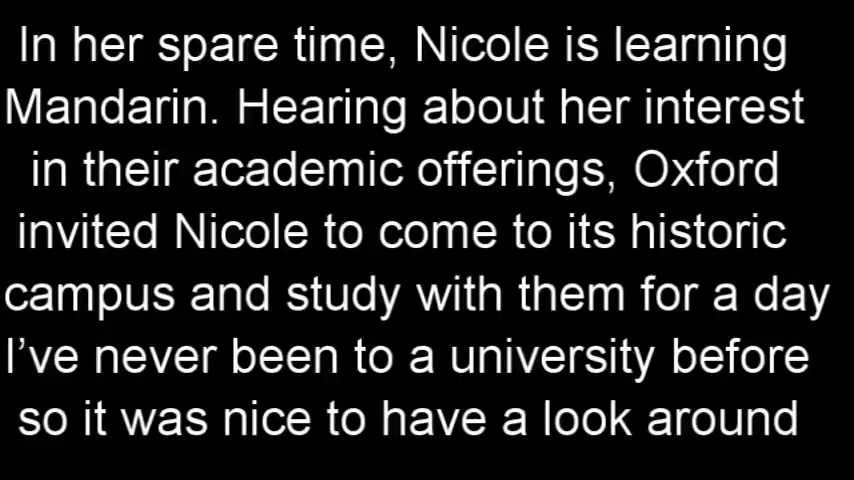 In her spare time, Nicole is learning
Mandarin. Hearing about her interest
in their academic offerings, Oxford
invited Nicole to come to its historic
campus and study with them for a day
I’ve never been to a university before
so it was nice to have a look around